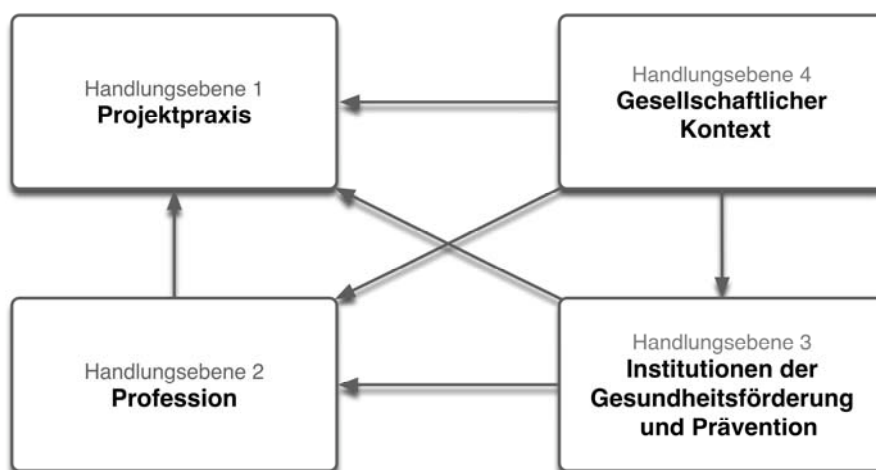 Handlungsebene 1
Projektpraxis
Handlungsebene 4
Gesellschaftlicher
Kontext
Handlungsebene 2
Profession
Handlungsebene 3
Institutionen der
Gesundheitsförderung
und Prävention